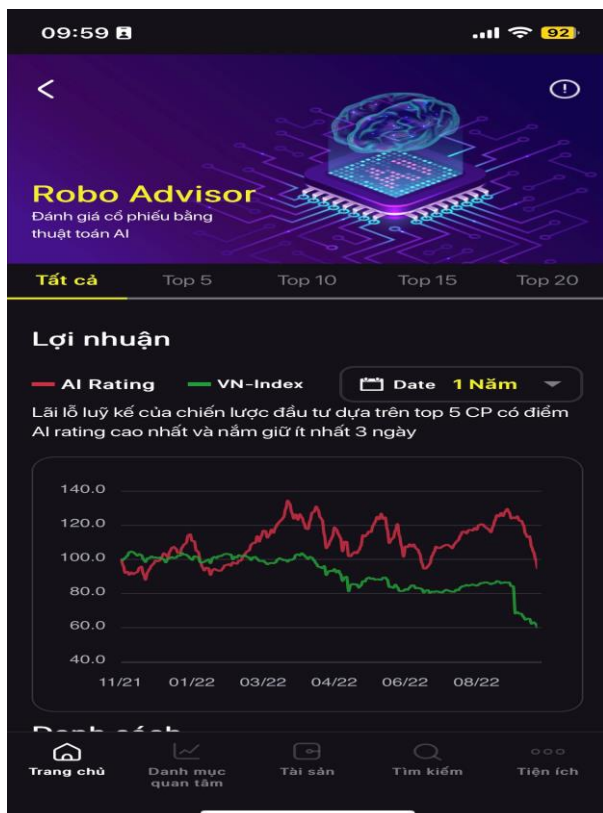 09:59
92
Robo Advisor
Đánh giá cổ phiếu bằng
thuật toán AI
Tất cả Top 5 Top 10 Top 15 Top 20
Lợi nhuận
AI Rating VN-Index Date 1 Năm
Lãi lỗ luỹ kế của chiến lược đầu tư dựa trên top 5 CP có điểm
AI rating cao nhất và nắm giữ ít nhất 3 ngày
140.0
120.0
100.0
80.0
60.0
40.0
11/21 01/22 03/22 04/22 06/22 08/22
Danh sách
Trang chủ Danh mục Tài sản Tìm kiếm Tiện ích
quan tâm